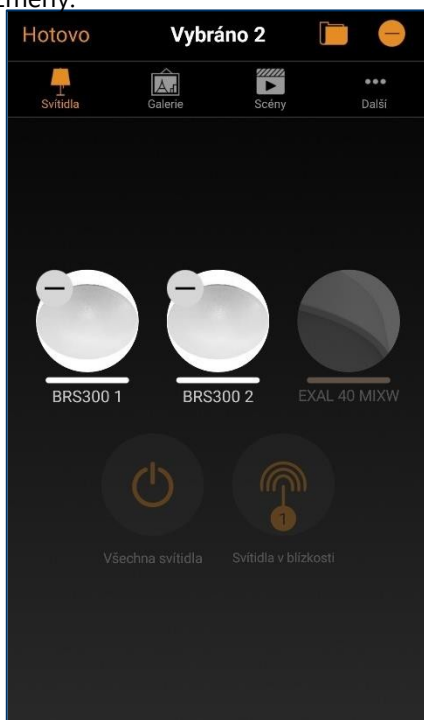 změny.
Hotovo Vybráno 2
Svítidla Galerie Scény Další
BRS300 1 BRS300 2 EXAL 40 MIXW
1
Všechna svítidla Svítidla v blízkosti